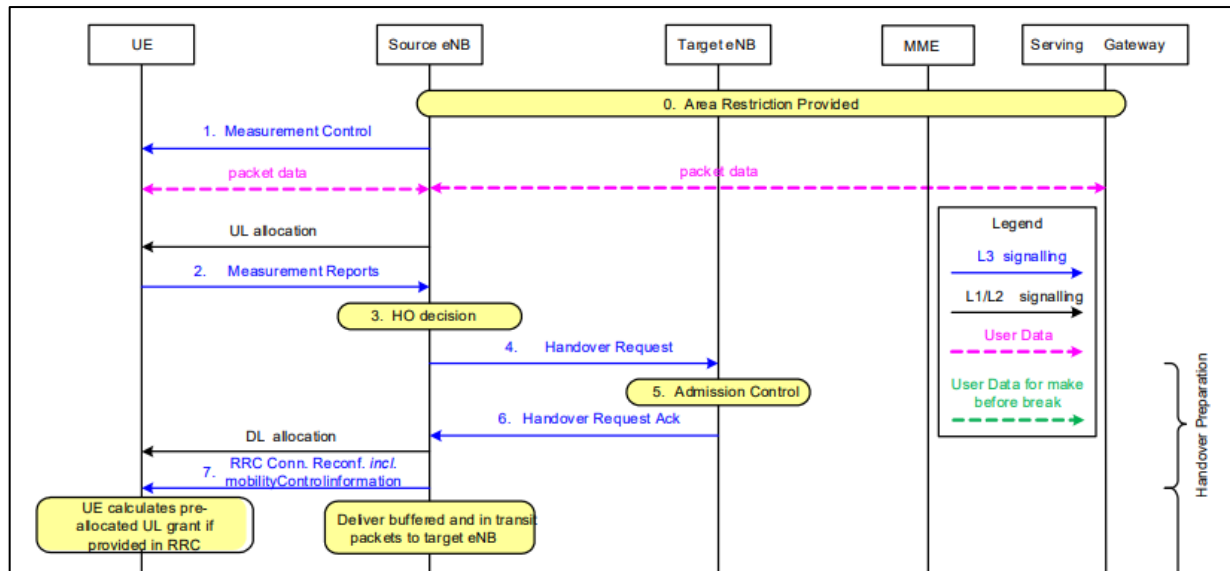 UE
Source eNB
Target eNB
MME
Serving Gateway
0. Area Restriction Provided
1. Measurement Control
packet data
packet data
UL allocation
2. Measurement Reports
3. HO decision
4. Handover Request
5. Admission Control
6. Handover Request Ack
DL allocation
7. RRC Conn. Reconf. incl.
mobilityControlinformation
UE calculates pre-
allocated UL grant if
provided in RRC
Deliver buffered and in transit
packets to target eNB
Legend
L3 signalling
L1/L2 signalling
User Data
User Data for make
before break
Handover Preparation